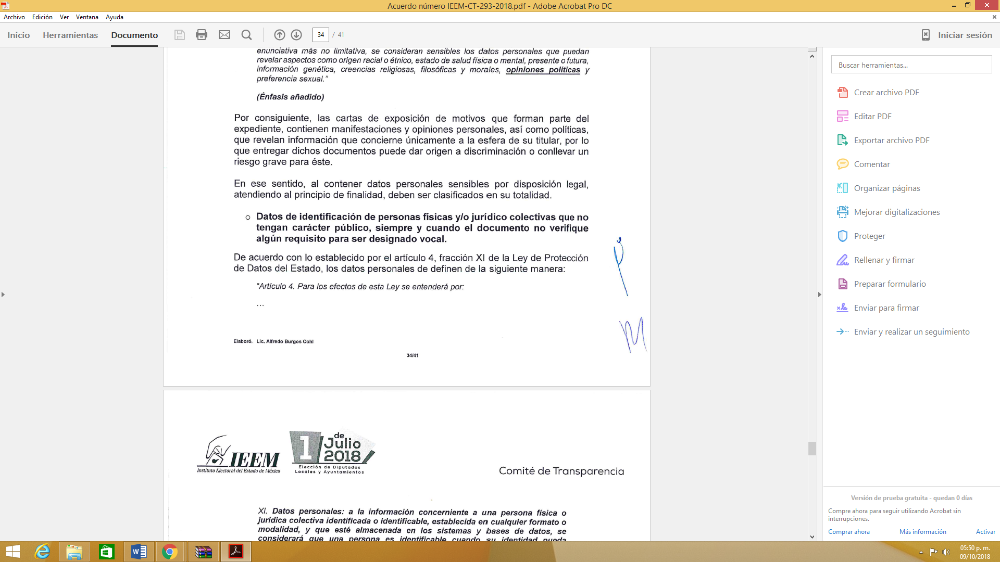 Acuerdo número IEEM-CT-293-2018.pdf - Adobe Acrobat Pro DC
Archivo Edición Ver Ventana Ayuda
Inicio Herramientas Documento 34 / 41 Iniciar sesión
enunciativa más no limitativa, se consideran sensibles los datos personales que puedan
revelar aspectos como origen racial o étnico, estado de salud física o mental, presente o futura,
información genética, creencias religiosas, filosóficas y morales, opiniones políticas y
preferencia sexual.”
(Énfasis añadido)
Por consiguiente, las cartas de exposición de motivos que forman parte del
expediente, contienen manifestaciones y opiniones personales, así como políticas,
que revelan información que concierne únicamente a la esfera de su titular, por lo
que entregar dichos documentos puede dar origen a discriminación o conllevar un
riesgo grave para éste.
En ese sentido, al contener datos personales sensibles por disposición legal,
atendiendo al principio de finalidad, deben ser clasificados en su totalidad.
o Datos de identificación de personas físicas y/o jurídico colectivas que no
tengan carácter público, siempre y cuando el documento no verifique
algún requisito para ser designado vocal.
De acuerdo con lo establecido por el artículo 4, fracción XI de la Ley de Protección
de Datos del Estado, los datos personales de definen de la siguiente manera:
“Artículo 4. Para los efectos de esta Ley se entenderá por:
...
Elaboró. Lic. Alfredo Burgos Cohl
34/41
IEEM
Instituto Electoral del Estado de México
1 de Julio 2018
Elección de Diputados
Locales y Ayuntamientos
Comité de Transparencia
XI. Datos personales: a la información concerniente a una persona física o
jurídica colectiva identificada o identificable, establecida en cualquier formato o
modalidad, y que esté almacenada en los sistemas y bases de datos, se
considerará que una persona es identificable cuando su identidad pueda
Buscar herramientas...
Crear archivo PDF
Editar PDF
Exportar archivo PDF
Comentar
Organizar páginas
Mejorar digitalizaciones
Proteger
Rellenar y firmar
Preparar formulario
Enviar para firmar
Enviar y realizar un seguimiento
Versión de prueba gratuita - quedan 0 días
Compre ahora para seguir utilizando Acrobat sin
interrupciones.
Comprar ahora Más información Activar
05:50 p. m.
09/10/2018